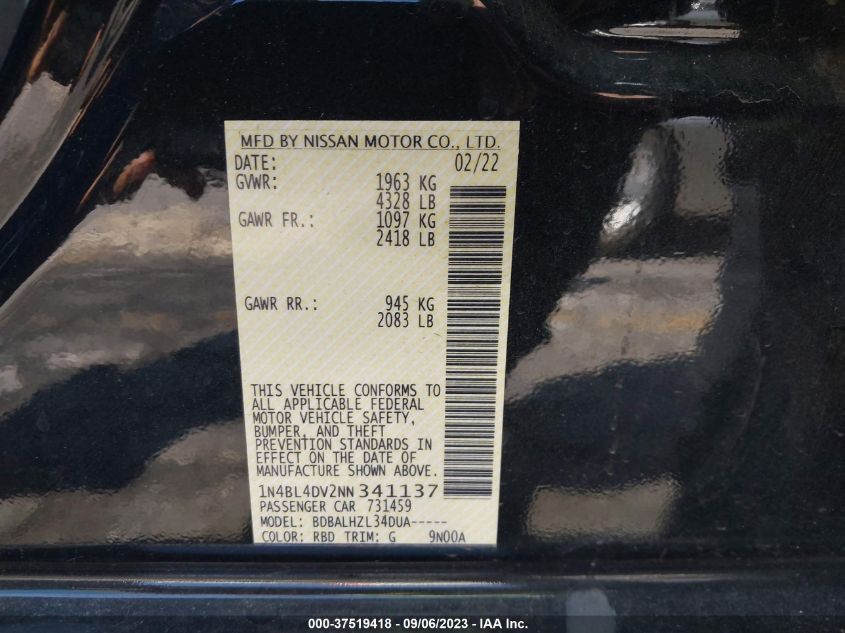 MFD BY NISSAN MOTOR CO., LTD.
DATE: 02/22
GVWR: 1963 KG
4328 LB
GAWR FR.: 1097 KG
2418 LB
GAWR RR.: 945 KG
2083 LB
THIS VEHICLE CONFORMS TO
ALL APPLICABLE FEDERAL
MOTOR VEHICLE SAFETY,
BUMPER, AND THEFT
PREVENTION STANDARDS IN
EFFECT ON THE DATE OF
MANUFACTURE SHOWN ABOVE.
1N4BL4DV2NN 341137
PASSENGER CAR 731459
MODEL: BDBALHZL34DUA-----
COLOR: RBD TRIM: G 9N00A
000-37519418 - 09/06/2023 - IAA Inc.